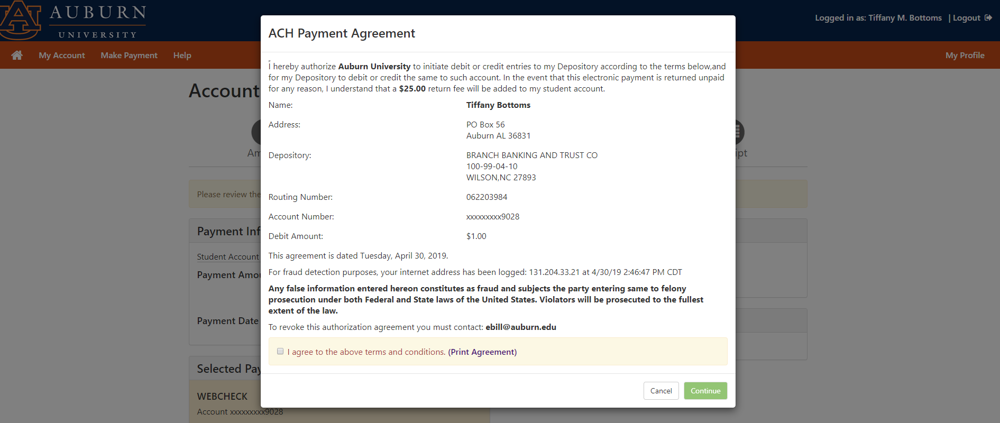 AUBURN
UNIVERSITY
Logged in as: Tiffany M. Bottoms | Logout
My Account Make Payment Help My Profile
Account
Please review the
Payment Inf
Student Account
Payment Amou
Payment Date
Selected Pay
WEBCHECK
Account xxxxxxxxx9028
ipt
ACH Payment Agreement
I hereby authorize Auburn University to initiate debit or credit entries to my Depository according to the terms below,and
for my Depository to debit or credit the same to such account. In the event that this electronic payment is returned unpaid
for any reason, I understand that a $25.00 return fee will be added to my student account.
Name: Tiffany Bottoms
Address: PO Box 56
Auburn AL 36831
Depository: BRANCH BANKING AND TRUST CO
100-99-04-10
WILSON,NC 27893
Routing Number: 062203984
Account Number: xxxxxxxxx9028
Debit Amount: $1.00
This agreement is dated Tuesday, April 30, 2019.
For fraud detection purposes, your internet address has been logged: 131.204.33.21 at 4/30/19 2:46:47 PM CDT
Any false information entered hereon constitutes as fraud and subjects the party entering same to felony
prosecution under both Federal and State laws of the United States. Violators will be prosecuted to the fullest
extent of the law.
To revoke this authorization agreement you must contact: ebill@auburn.edu
I agree to the above terms and conditions. (Print Agreement)
Cancel Continue